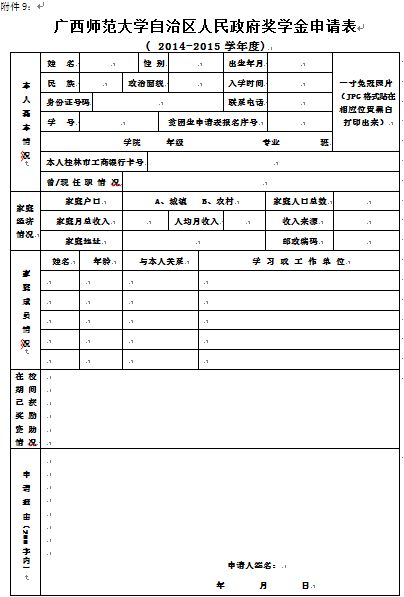 附件9：
广西师范大学自治区人民政府奖学金申请表
( 2014-2015 学年度)
本人基本情况
姓 名 性 别 出生年月
民 族 政治面貌 入学时间
身份证号码 联系电话
学 号 贫困生申请表报名序号
一寸免冠照片
(JPG格式贴在
相应位置黑白
打印出来)
学院 年级 专业 班
本人桂林市工商银行卡号
曾/现任职情况
家庭经济情况
家庭户口 A、城镇 B、农村 家庭人口总数
家庭月总收入 人均月收入 收入来源
家庭地址 邮政编码
家庭成员情况
姓名 年龄 与本人关系 学 习 或 工 作 单 位
在校期间已获奖励资助情况
申请理由(200字内)
申请人签名：
年 月 日